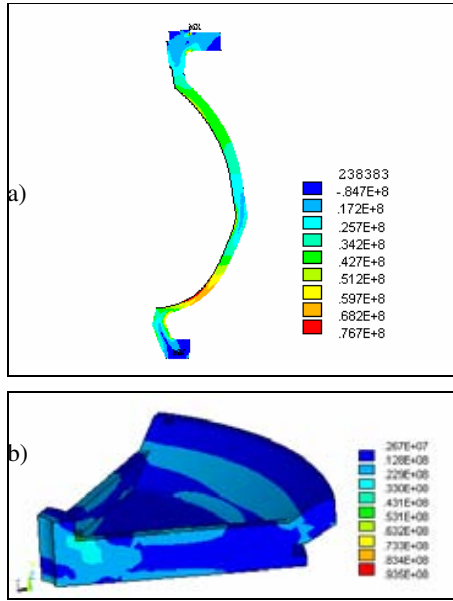 238383
-.847E+8
.172E+8
.257E+8
.342E+8
.427E+8
.512E+8
.597E+8
.682E+8
.767E+8
a)
b)
.267E+07
.128E+08
.229E+08
.330E+08
.431E+08
.531E+08
.632E+08
.733E+08
.834E+08
.935E+08